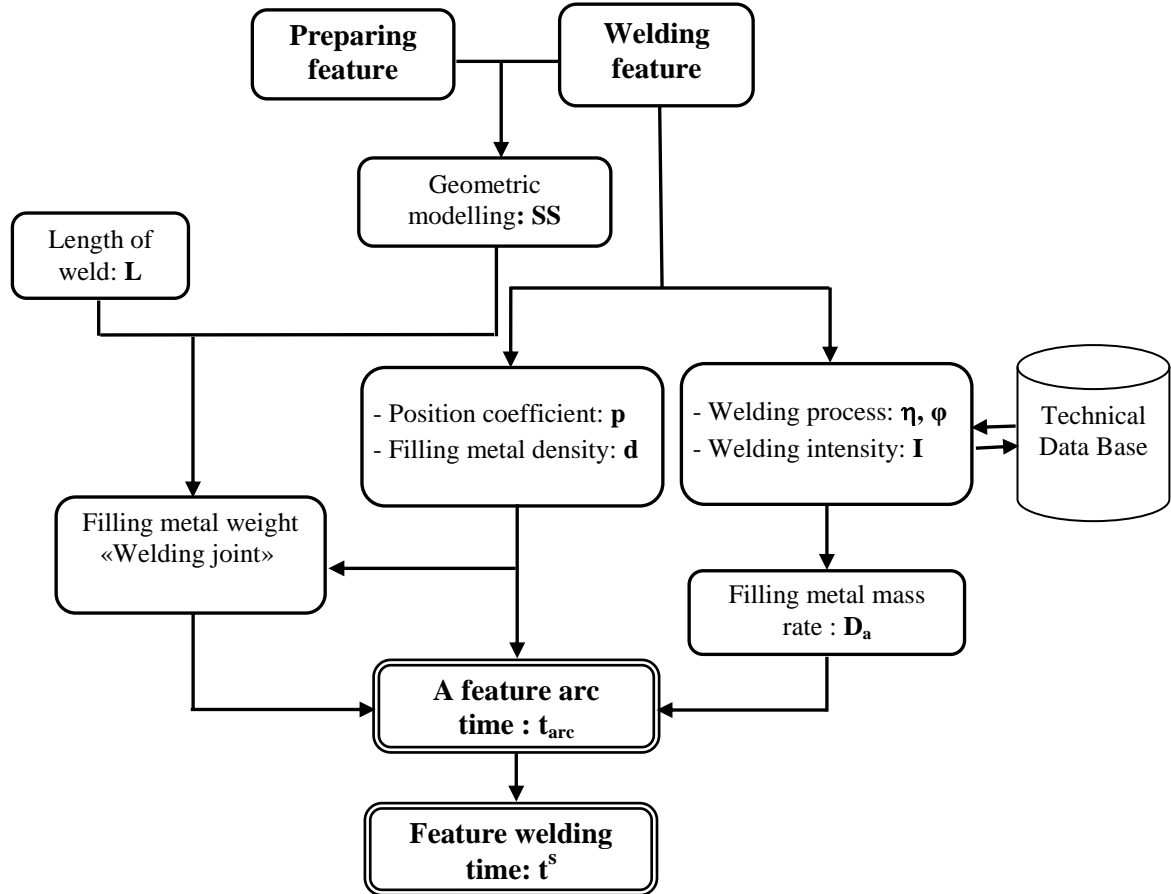 Preparing
feature
Welding
feature
Geometric
modelling: SS
Length of
weld: L
- Position coefficient: p
- Filling metal density: d
- Welding process: η, φ
- Welding intensity: I
Technical
Data Base
Filling metal weight
«Welding joint»
Filling metal mass
rate : Da
A feature arc
time : tarc
Feature welding
time: ts